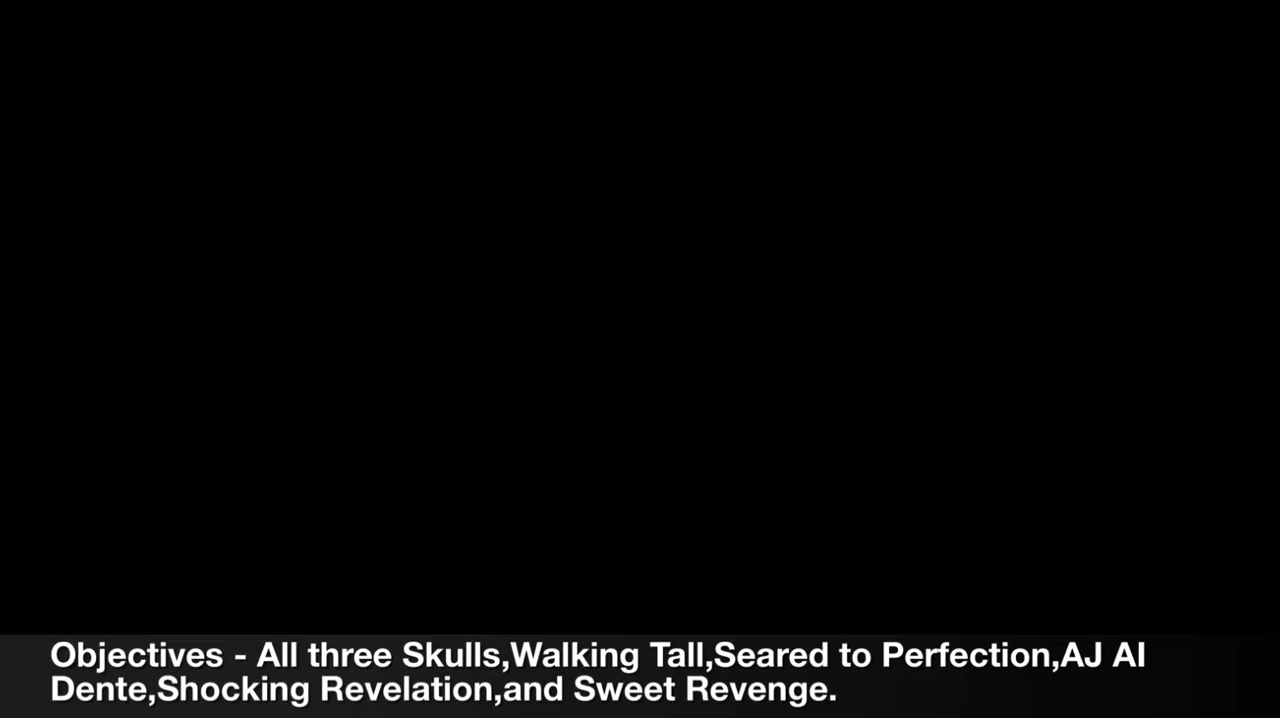 Objectives - All three Skulls,Walking Tall,Seared to Perfection,AJ Al
Dente,Shocking Revelation,and Sweet Revenge.